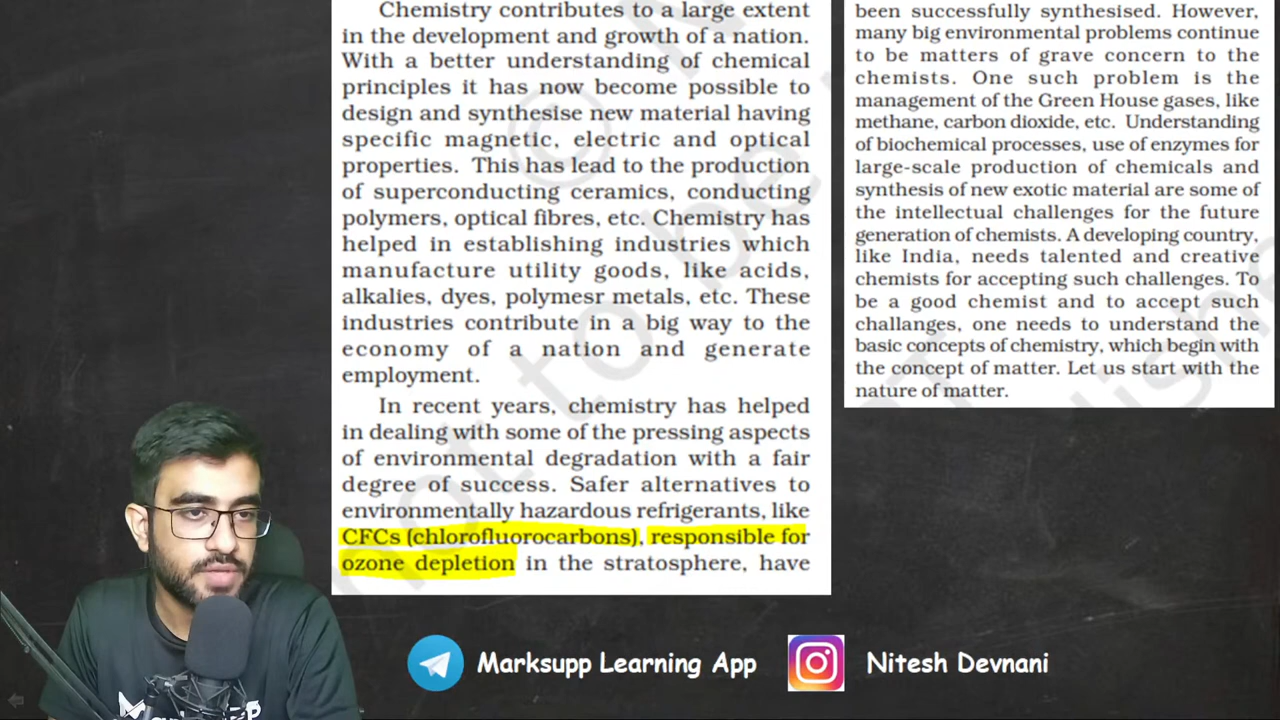 Chemistry contributes to a large extent
in the development and growth of a nation.
With a better understanding of chemical
principles it has now become possible to
design and synthesise new material having
specific magnetic, electric and optical
properties. This has lead to the production
of superconducting ceramics, conducting
polymers, optical fibres, etc. Chemistry has
helped in establishing industries which
manufacture utility goods, like acids,
alkalies, dyes, polymesr metals, etc. These
industries contribute in a big way to the
economy of a nation and generate
employment.
In recent years, chemistry has helped
in dealing with some of the pressing aspects
of environmental degradation with a fair
degree of success. Safer alternatives to
environmentally hazardous refrigerants, like
CFCs (chlorofluorocarbons), responsible for
ozone depletion in the stratosphere, have
been successfully synthesised. However,
many big environmental problems continue
to be matters of grave concern to the
chemists. One such problem is the
management of the Green House gases, like
methane, carbon dioxide, etc. Understanding
of biochemical processes, use of enzymes for
large-scale production of chemicals and
synthesis of new exotic material are some of
the intellectual challenges for the future
generation of chemists. A developing country,
like India, needs talented and creative
chemists for accepting such challenges. To
be a good chemist and to accept such
challanges, one needs to understand the
basic concepts of chemistry, which begin with
the concept of matter. Let us start with the
nature of matter.
Marksupp Learning App
Nitesh Devnani